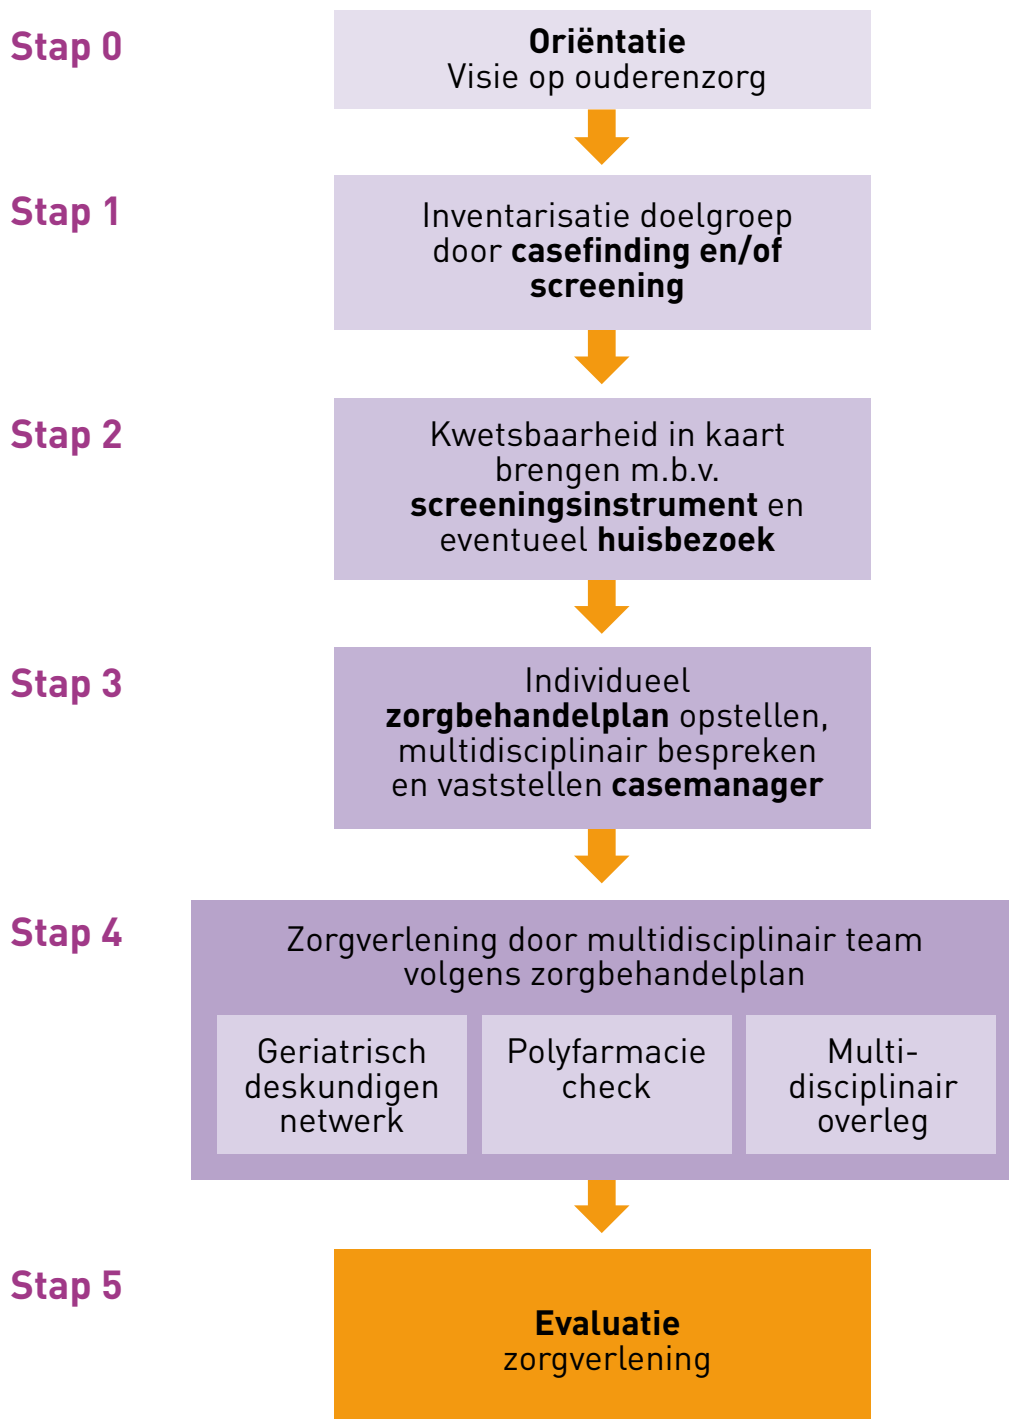 Stap 0
Oriëntatie
Visie op ouderenzorg
Stap 1
Inventarisatie doelgroep
door casefinding en/of
screening
Stap 2
Kwetsbaarheid in kaart
brengen m.b.v.
screeningsinstrument en
eventueel huisbezoek
Stap 3
Individueel
zorgbehandelplan opstellen,
multidisciplinair bespreken
en vaststellen casemanager
Stap 4
Zorgverlening door multidisciplinair team
volgens zorgbehandelplan
Geriatrisch
deskundigen
netwerk
Polyfarmacie
check
Multi-
disciplinair
overleg
Stap 5
Evaluatie
zorgverlening